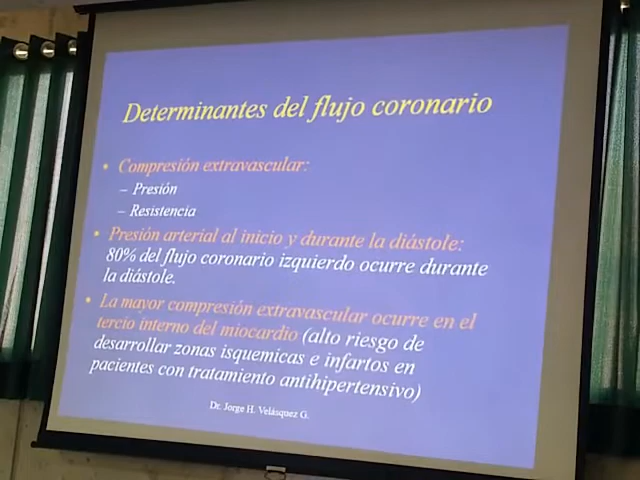 Determinantes del flujo coronario
• Compresión extravascular:
– Presión
– Resistencia
• Presión arterial al inicio y durante la diástole:
80% del flujo coronario izquierdo ocurre durante
la diástole.
• La mayor compresión extravascular ocurre en el
tercio interno del miocardio (alto riesgo de
desarrollar zonas isquemicas e infartos en
pacientes con tratamiento antihipertensivo)
Dr. Jorge H. Velásquez G.